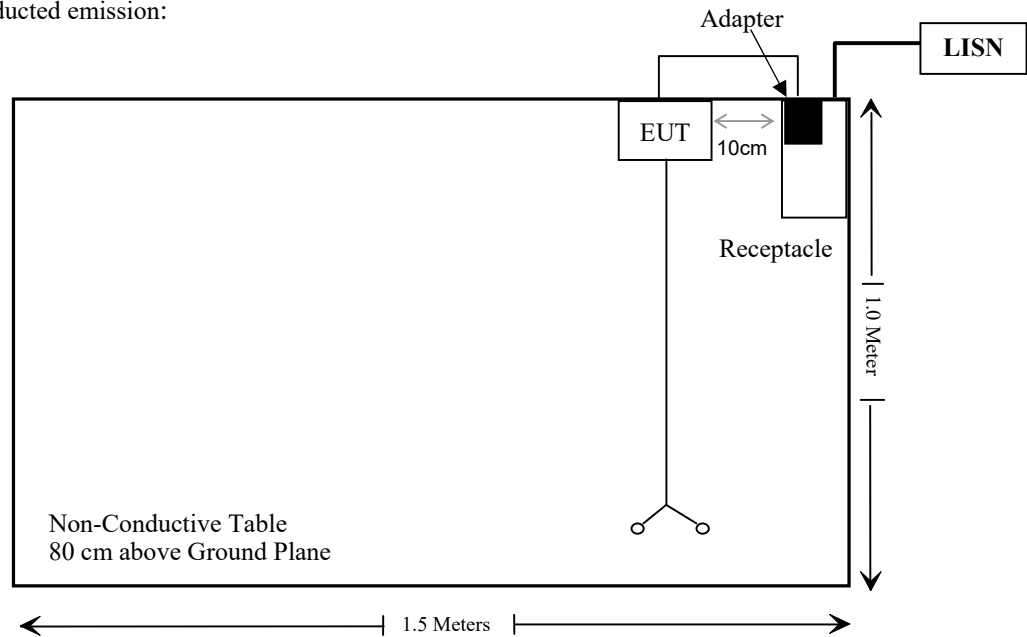 ducted emission:
Adapter
LISN
EUT
10cm
Receptacle
1.0 Meter
Non-Conductive Table
80 cm above Ground Plane
1.5 Meters